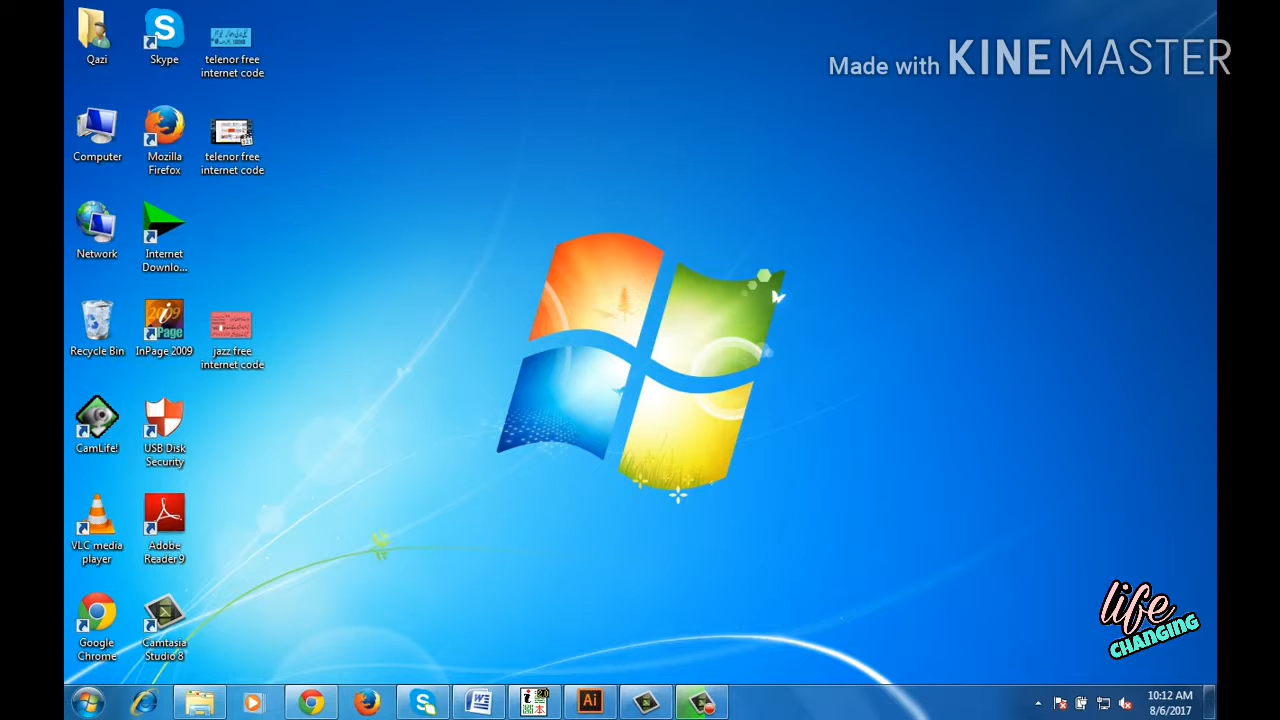 Qazi
Skype
telenor free
internet code
Made with KINEMASTER
Computer
Mozilla
Firefox
telenor free
internet code
Network
Internet
Downlo...
Recycle Bin
InPage 2009
jazz free
internet code
CamLife!
USB Disk
Security
VLC media
player
Adobe
Reader 9
Google
Chrome
Camtasia
Studio 8
life
CHANGING
Ai
10:12 AM
8/6/2017